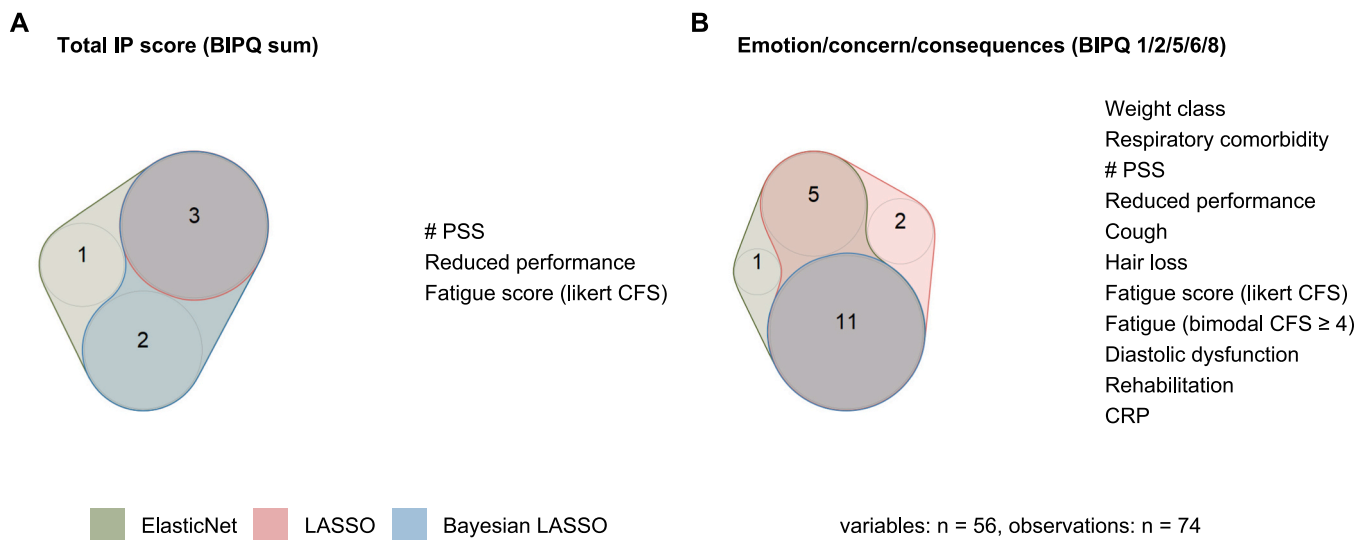 A
Total IP score (BIPQ sum)
3
1
2
# PSS
Reduced performance
Fatigue score (likert CFS)
B
Emotion/concern/consequences (BIPQ 1/2/5/6/8)
5
2
1
11
Weight class
Respiratory comorbidity
# PSS
Reduced performance
Cough
Hair loss
Fatigue score (likert CFS)
Fatigue (bimodal CFS ≥ 4)
Diastolic dysfunction
Rehabilitation
CRP
ElasticNet LASSO Bayesian LASSO
variables: n = 56, observations: n = 74